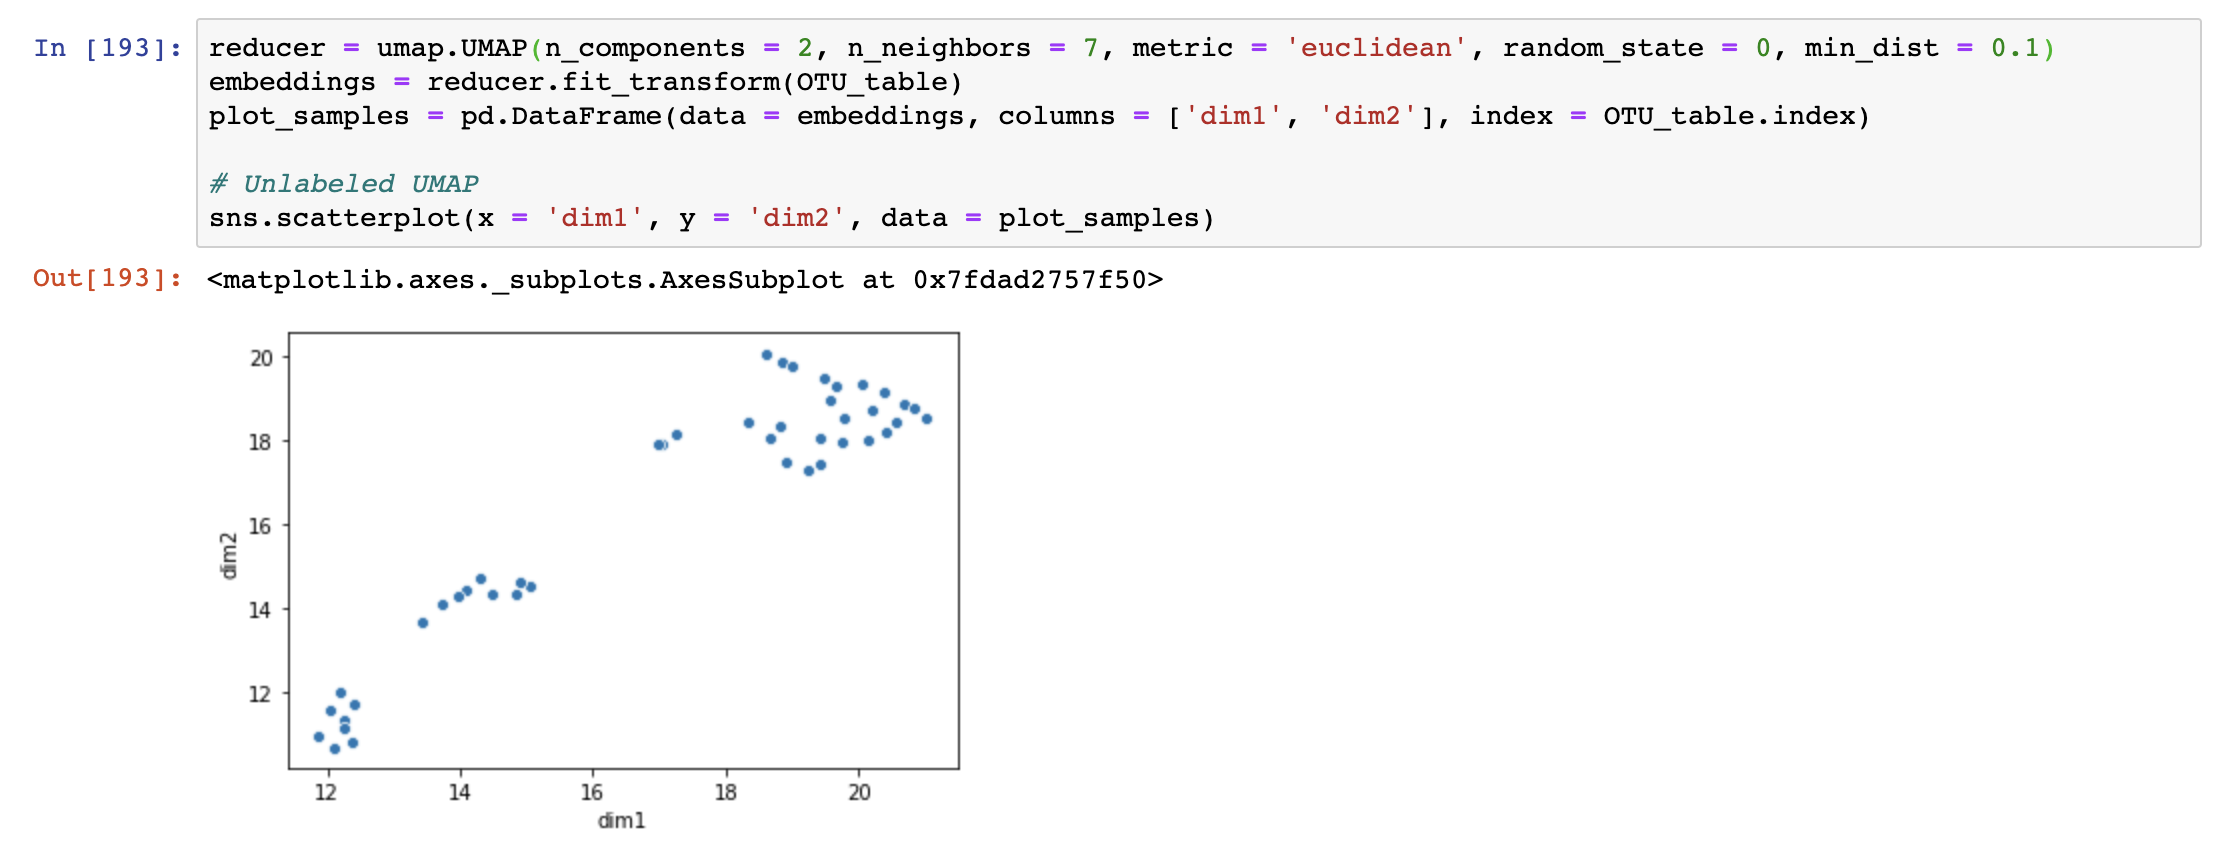 In [193]: reducer = umap.UMAP(n_components = 2, n_neighbors = 7, metric = 'euclidean', random_state = 0, min_dist = 0.1)
embeddings = reducer.fit_transform(OTU_table)
plot_samples = pd.DataFrame(data = embeddings, columns = ['dim1', 'dim2'], index = OTU_table.index)
# Unlabeled UMAP
sns.scatterplot(x = 'dim1', y = 'dim2', data = plot_samples)
Out[193]: <matplotlib.axes._subplots.AxesSubplot at 0x7fdad2757f50>
20
18
16
14
12
dim2
12 14 16 18 20
dim1